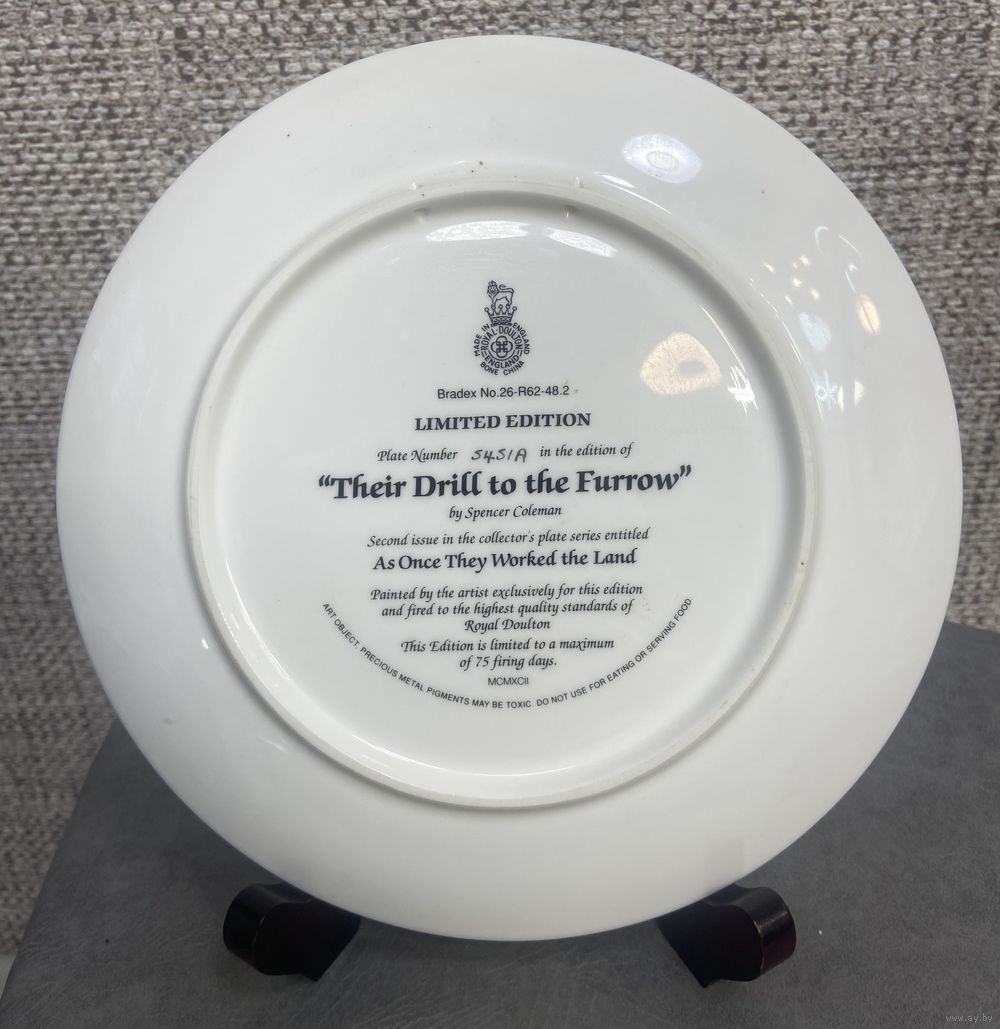 MADE IN ENGLAND
ROYAL DOULTON
ENGLAND
BONE CHINA
Bradex No.26-R62-48.2
LIMITED EDITION
Plate Number 5451A in the edition of
“Their Drill to the Furrow”
by Spencer Coleman
Second issue in the collector's plate series entitled
As Once They Worked the Land
Painted by the artist exclusively for this edition
and fired to the highest quality standards of
Royal Doulton
This Edition is limited to a maximum
of 75 firing days.
MCMXCII
ART OBJECT. PRECIOUS METAL PIGMENTS MAY BE TOXIC. DO NOT USE FOR EATING OR SERVING FOOD
www.ay.by